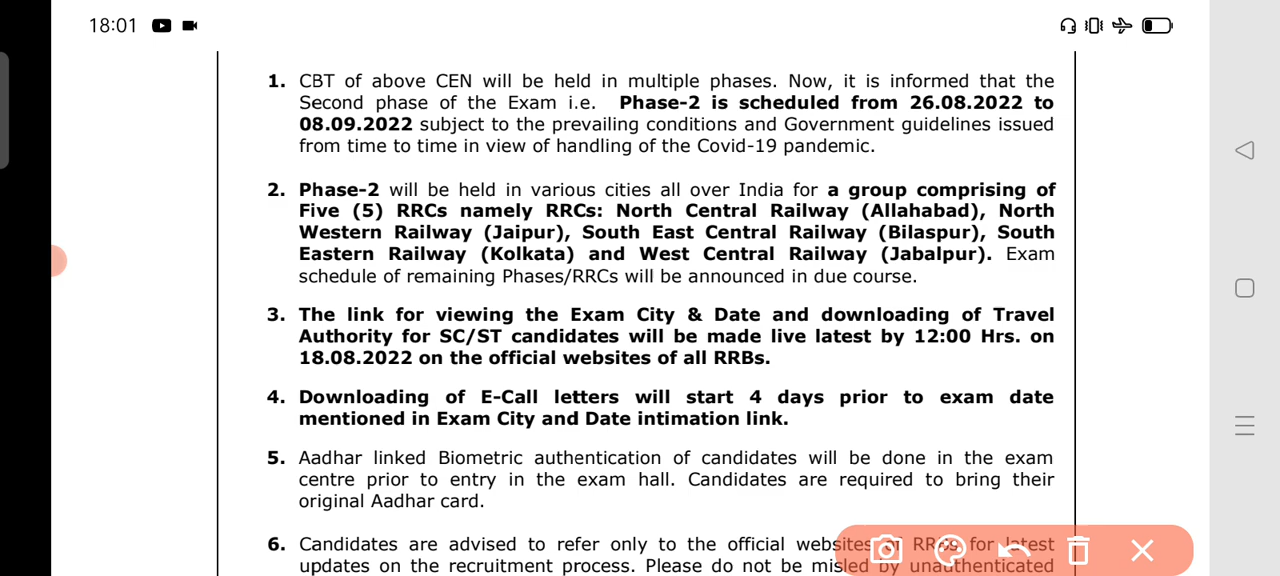 18:01
1. CBT of above CEN will be held in multiple phases. Now, it is informed that the
Second phase of the Exam i.e. Phase-2 is scheduled from 26.08.2022 to
08.09.2022 subject to the prevailing conditions and Government guidelines issued
from time to time in view of handling of the Covid-19 pandemic.
2. Phase-2 will be held in various cities all over India for a group comprising of
Five (5) RRCs namely RRCs: North Central Railway (Allahabad), North
Western Railway (Jaipur), South East Central Railway (Bilaspur), South
Eastern Railway (Kolkata) and West Central Railway (Jabalpur). Exam
schedule of remaining Phases/RRCs will be announced in due course.
3. The link for viewing the Exam City & Date and downloading of Travel
Authority for SC/ST candidates will be made live latest by 12:00 Hrs. on
18.08.2022 on the official websites of all RRBs.
4. Downloading of E-Call letters will start 4 days prior to exam date
mentioned in Exam City and Date intimation link.
5. Aadhar linked Biometric authentication of candidates will be done in the exam
centre prior to entry in the exam hall. Candidates are required to bring their
original Aadhar card.
6. Candidates are advised to refer only to the official websites of RRBs for latest
updates on the recruitment process. Please do not be misled by unauthenticated